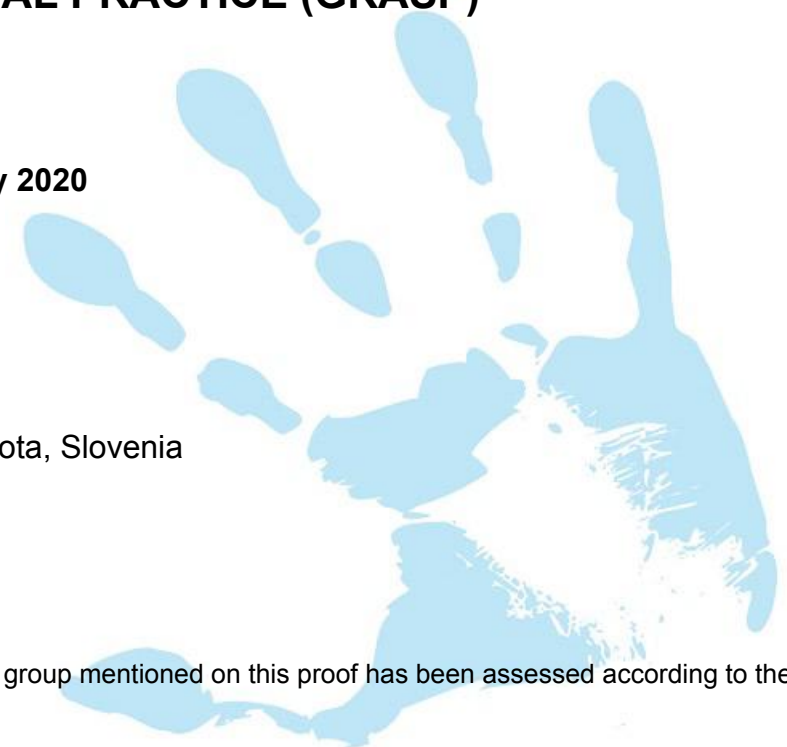 AL PRACTICE (GRASP)
y 2020
ota, Slovenia
group mentioned on this proof has been assessed according to the